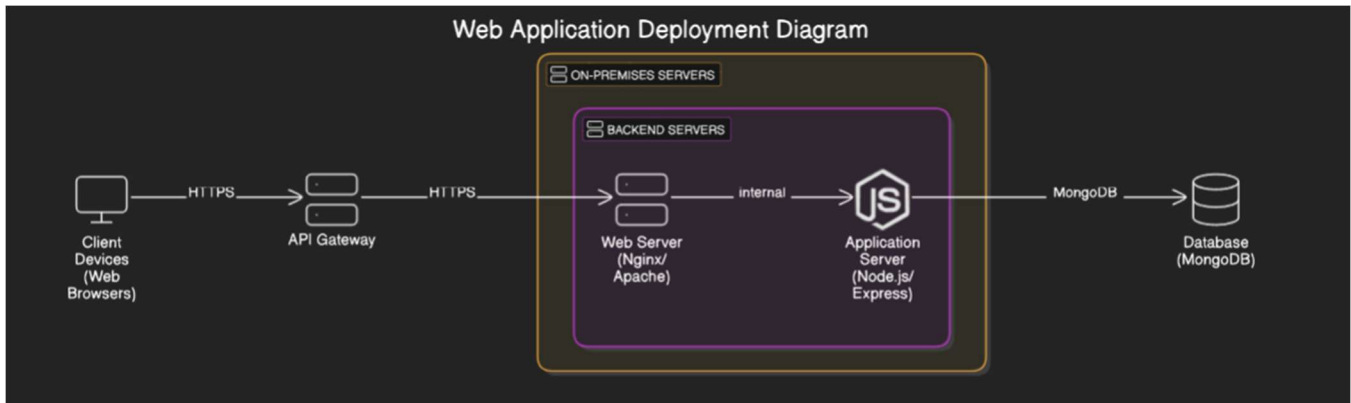 Web Application Deployment Diagram
ON-PREMISES SERVERS
BACKEND SERVERS
HTTPS
HTTPS
internal
MongoDB
JS
Client
Devices
(Web
Browsers)
API Gateway
Web Server
(Nginx/
Apache)
Application
Server
(Node.js/
Express)
Database
(MongoDB)